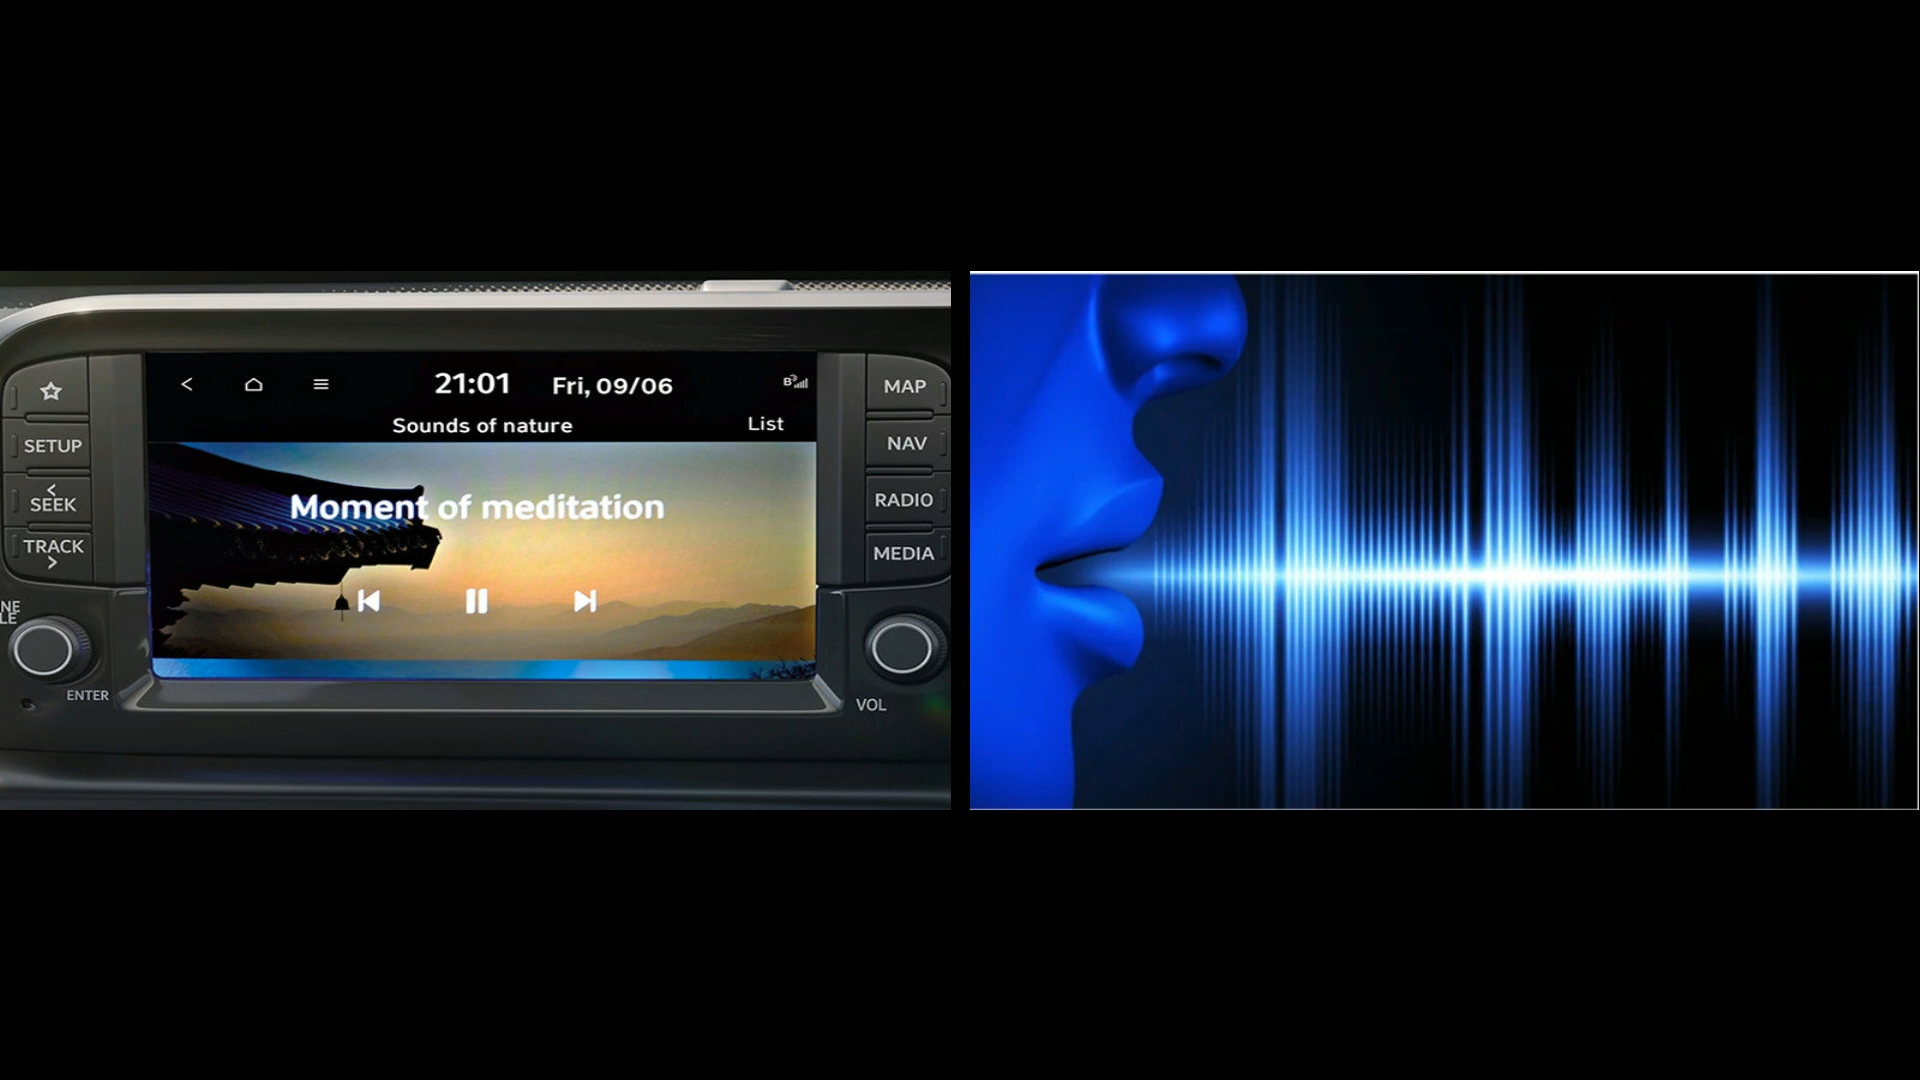 21:01 Fri, 09/06
Sounds of nature List
Moment of meditation
SETUP
SEEK
TRACK
ENTER
MAP
NAV
RADIO
MEDIA
VOL